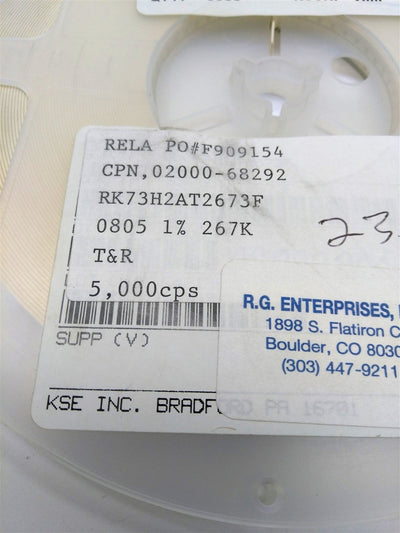 RELA PO#F909154
CPN,02000-68292
RK73H2AT2673F
0805 1% 267K
T&R
5,000cps
23
SUPP (V)
R.G. ENTERPRISES,
1898 S. Flatiron C
Boulder, CO 8030
(303) 447-9211
KSE INC. BRADFORD PA 16701